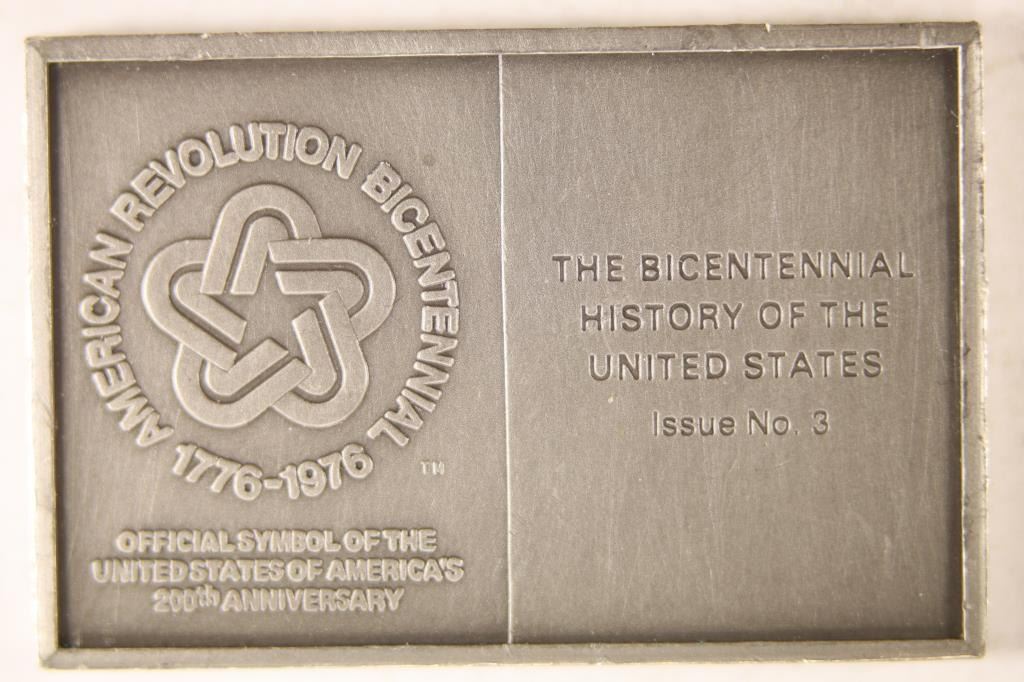 AMERICAN REVOLUTION BICENTENNIAL
1776-1976
TM
OFFICIAL SYMBOL OF THE
UNITED STATES OF AMERICA'S
200th ANNIVERSARY
THE BICENTENNIAL
HISTORY OF THE
UNITED STATES
Issue No. 3